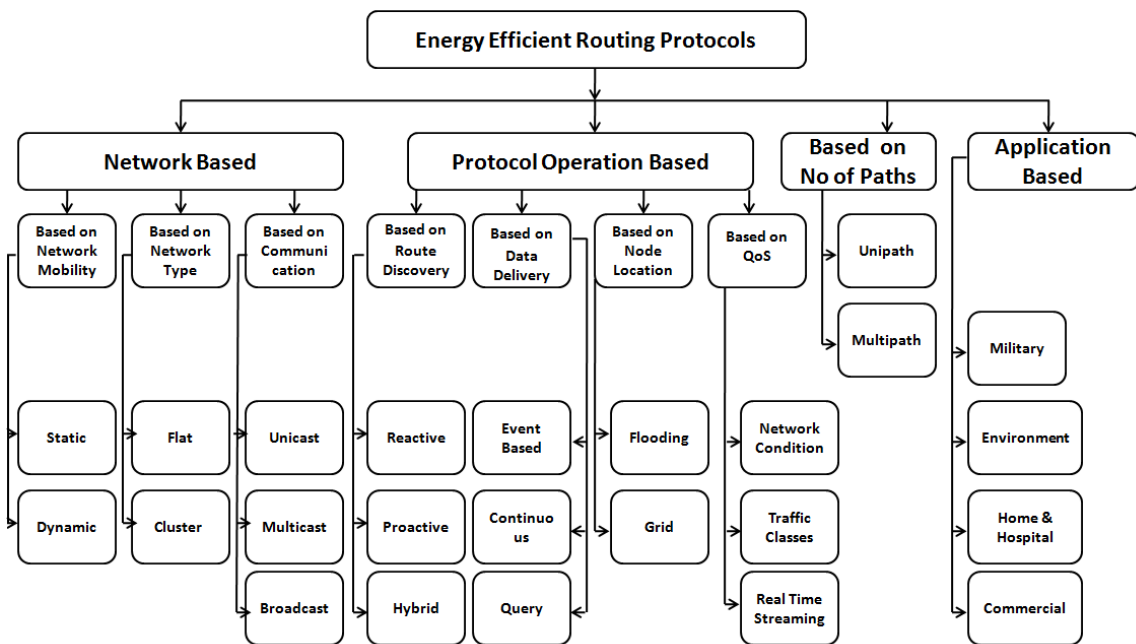 Energy Efficient Routing Protocols
Network Based
Protocol Operation Based
Based on
No of Paths
Application
Based
Based on
Network
Mobility
Based on
Network
Type
Based on
Communi
cation
Based on
Route
Discovery
Based on
Data
Delivery
Based on
Node
Location
Based on
QoS
Unipath
Multipath
Military
Static
Flat
Unicast
Reactive
Event
Based
Flooding
Network
Condition
Environment
Dynamic
Cluster
Multicast
Proactive
Continuo
us
Grid
Traffic
Classes
Home &
Hospital
Broadcast
Hybrid
Query
Real Time
Streaming
Commercial